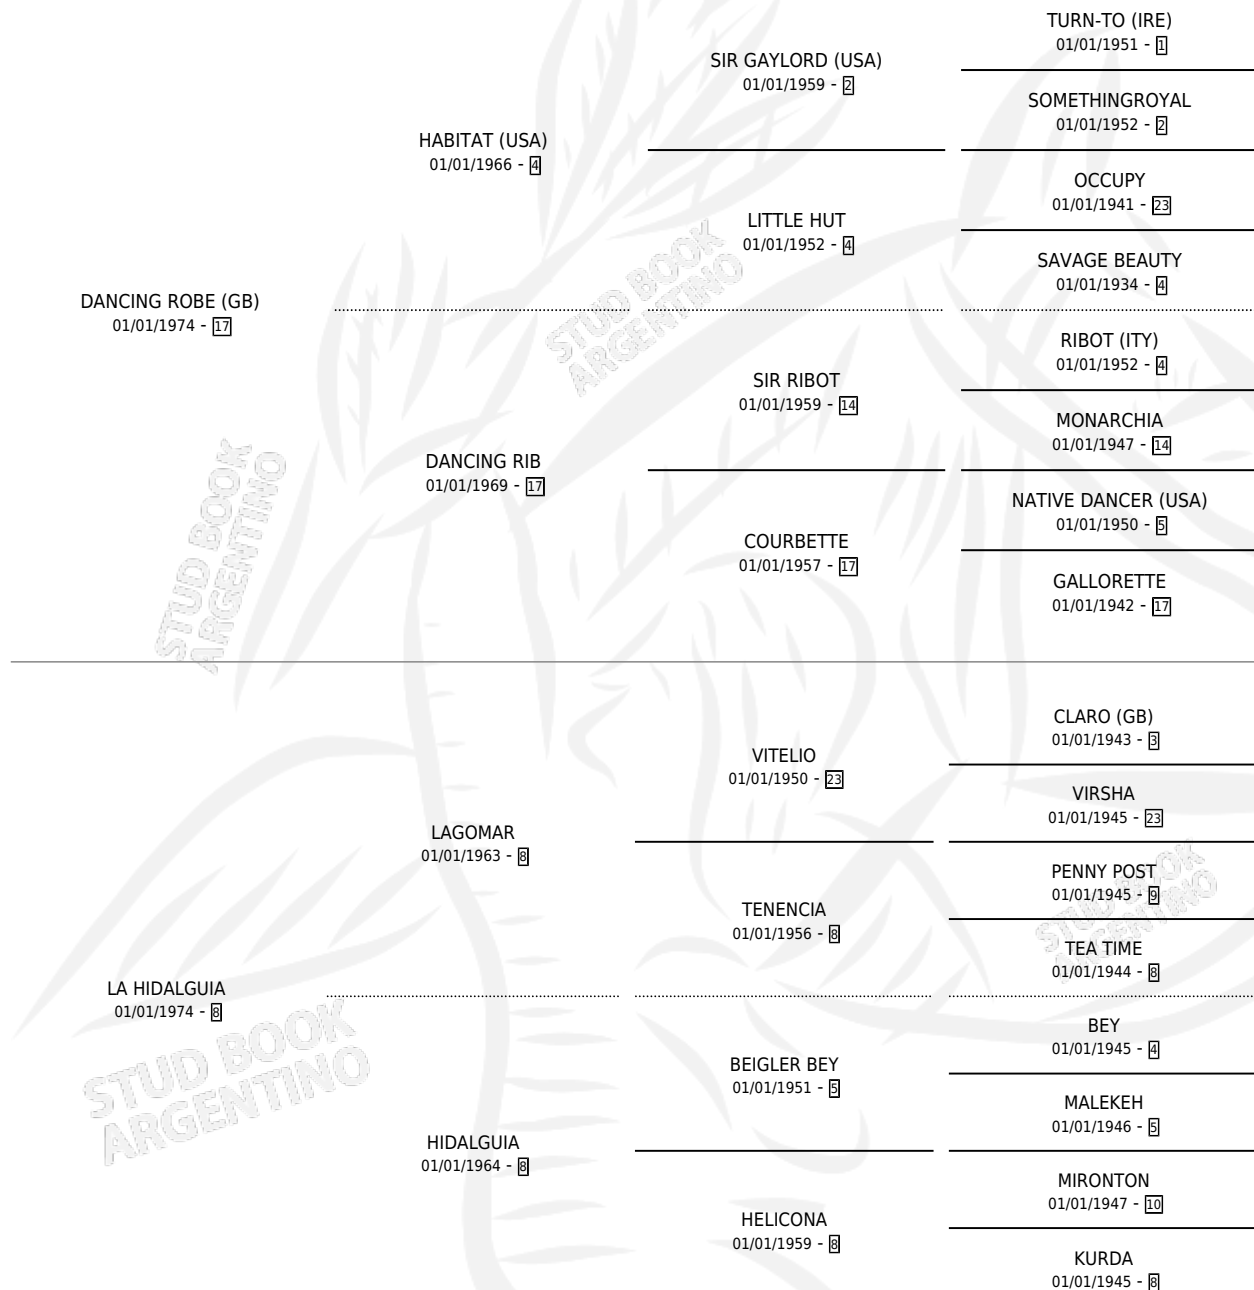 TURN-TO (IRE)
01/01/1951 - 1
SIR GAYLORD (USA)
01/01/1959 - 2
SOMETHINGROYAL
01/01/1952 - 2
HABITAT (USA)
01/01/1966 - 4
OCCUPY
01/01/1941 - 23
LITTLE HUT
01/01/1952 - 4
SAVAGE BEAUTY
01/01/1934 - 4
DANCING ROBE (GB)
01/01/1974 - 17
RIBOT (ITY)
01/01/1952 - 4
SIR RIBOT
01/01/1959 - 14
MONARCHIA
01/01/1947 - 14
DANCING RIB
01/01/1969 - 17
NATIVE DANCER (USA)
01/01/1950 - 5
COURBETTE
01/01/1957 - 17
GALLORETTE
01/01/1942 - 17
CLARO (GB)
01/01/1943 - 3
VITELIO
01/01/1950 - 23
VIRSHA
01/01/1945 - 23
LAGOMAR
01/01/1963 - 8
PENNY POST
01/01/1945 - 9
TENENCIA
01/01/1956 - 8
TEA TIME
01/01/1944 - 8
LA HIDALGUIA
01/01/1974 - 8
BEY
01/01/1945 - 4
BEIGLER BEY
01/01/1951 - 5
MALEKEH
01/01/1946 - 5
HIDALGUIA
01/01/1964 - 8
MIRONTON
01/01/1947 - 10
HELICONA
01/01/1959 - 8
KURDA
01/01/1945 - 8
STUD BOOK
ARGENTINO
STUD BOOK
ARGENTINO
STUD BOOK
ARGENTINO
STUD BOOK
ARGENTINO